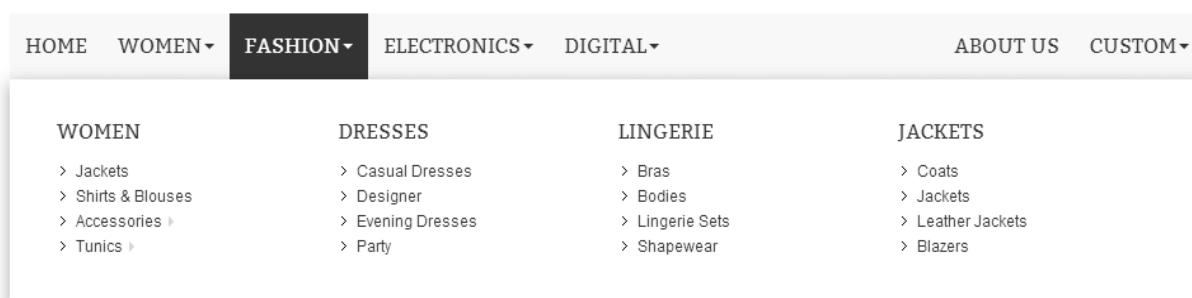 HOME WOMEN FASHION ELECTRONICS DIGITAL ABOUT US CUSTOM
WOMEN
> Jackets
> Shirts & Blouses
> Accessories
> Tunics
DRESSES
> Casual Dresses
> Designer
> Evening Dresses
> Party
LINGERIE
> Bras
> Bodies
> Lingerie Sets
> Shapewear
JACKETS
> Coats
> Jackets
> Leather Jackets
> Blazers